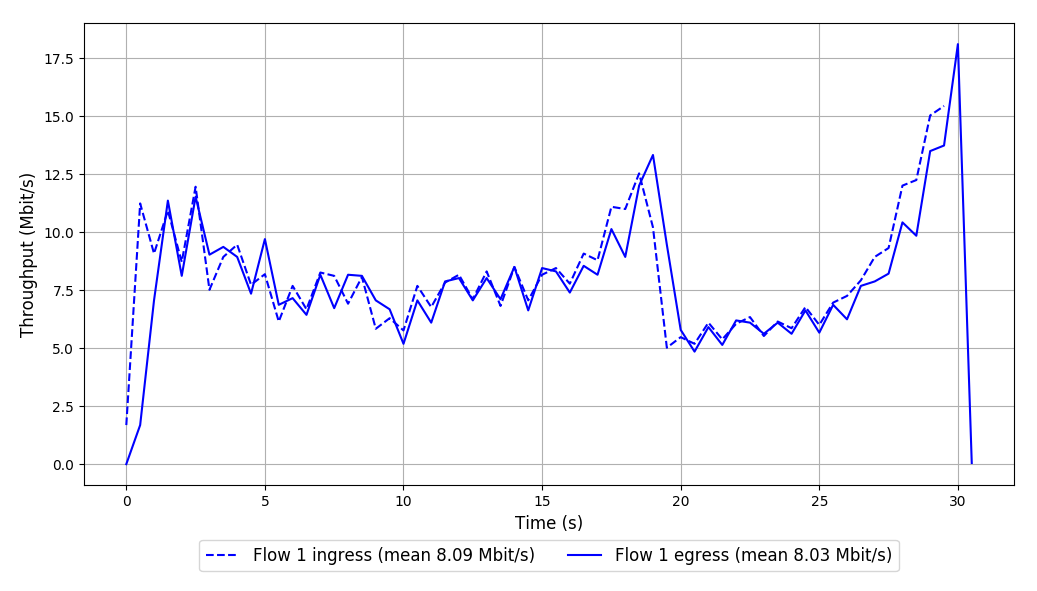 Throughput (Mbit/s)
17.5
15.0
12.5
10.0
7.5
5.0
2.5
0.0
0 5 10 15 20 25 30
Time (s)
Flow 1 ingress (mean 8.09 Mbit/s) Flow 1 egress (mean 8.03 Mbit/s)